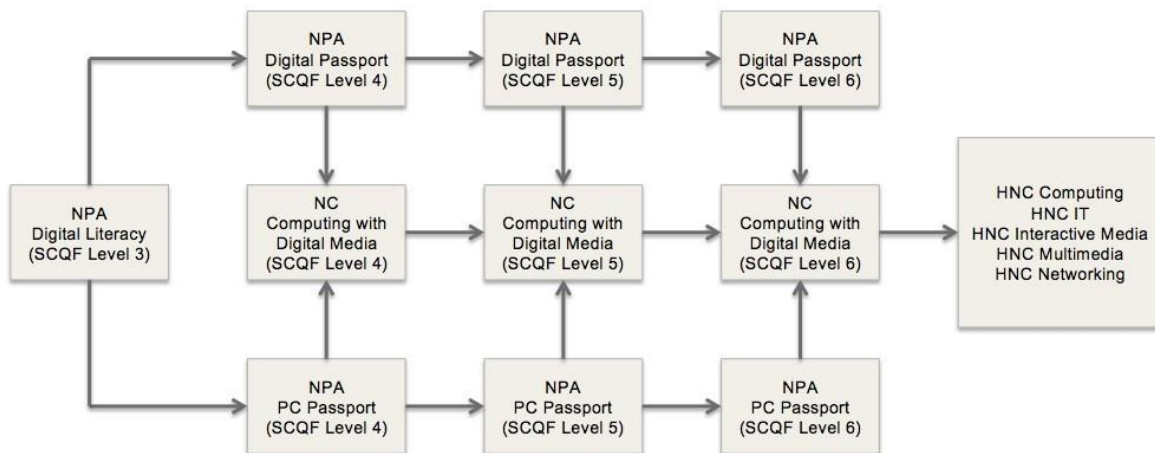 NPA
Digital Passport
(SCQF Level 4)
NPA
Digital Passport
(SCQF Level 5)
NPA
Digital Passport
(SCQF Level 6)
NPA
Digital Literacy
(SCQF Level 3)
NC
Computing with
Digital Media
(SCQF Level 4)
NC
Computing with
Digital Media
(SCQF Level 5)
NC
Computing with
Digital Media
(SCQF Level 6)
HNC Computing
HNC IT
HNC Interactive Media
HNC Multimedia
HNC Networking
NPA
PC Passport
(SCQF Level 4)
NPA
PC Passport
(SCQF Level 5)
NPA
PC Passport
(SCQF Level 6)